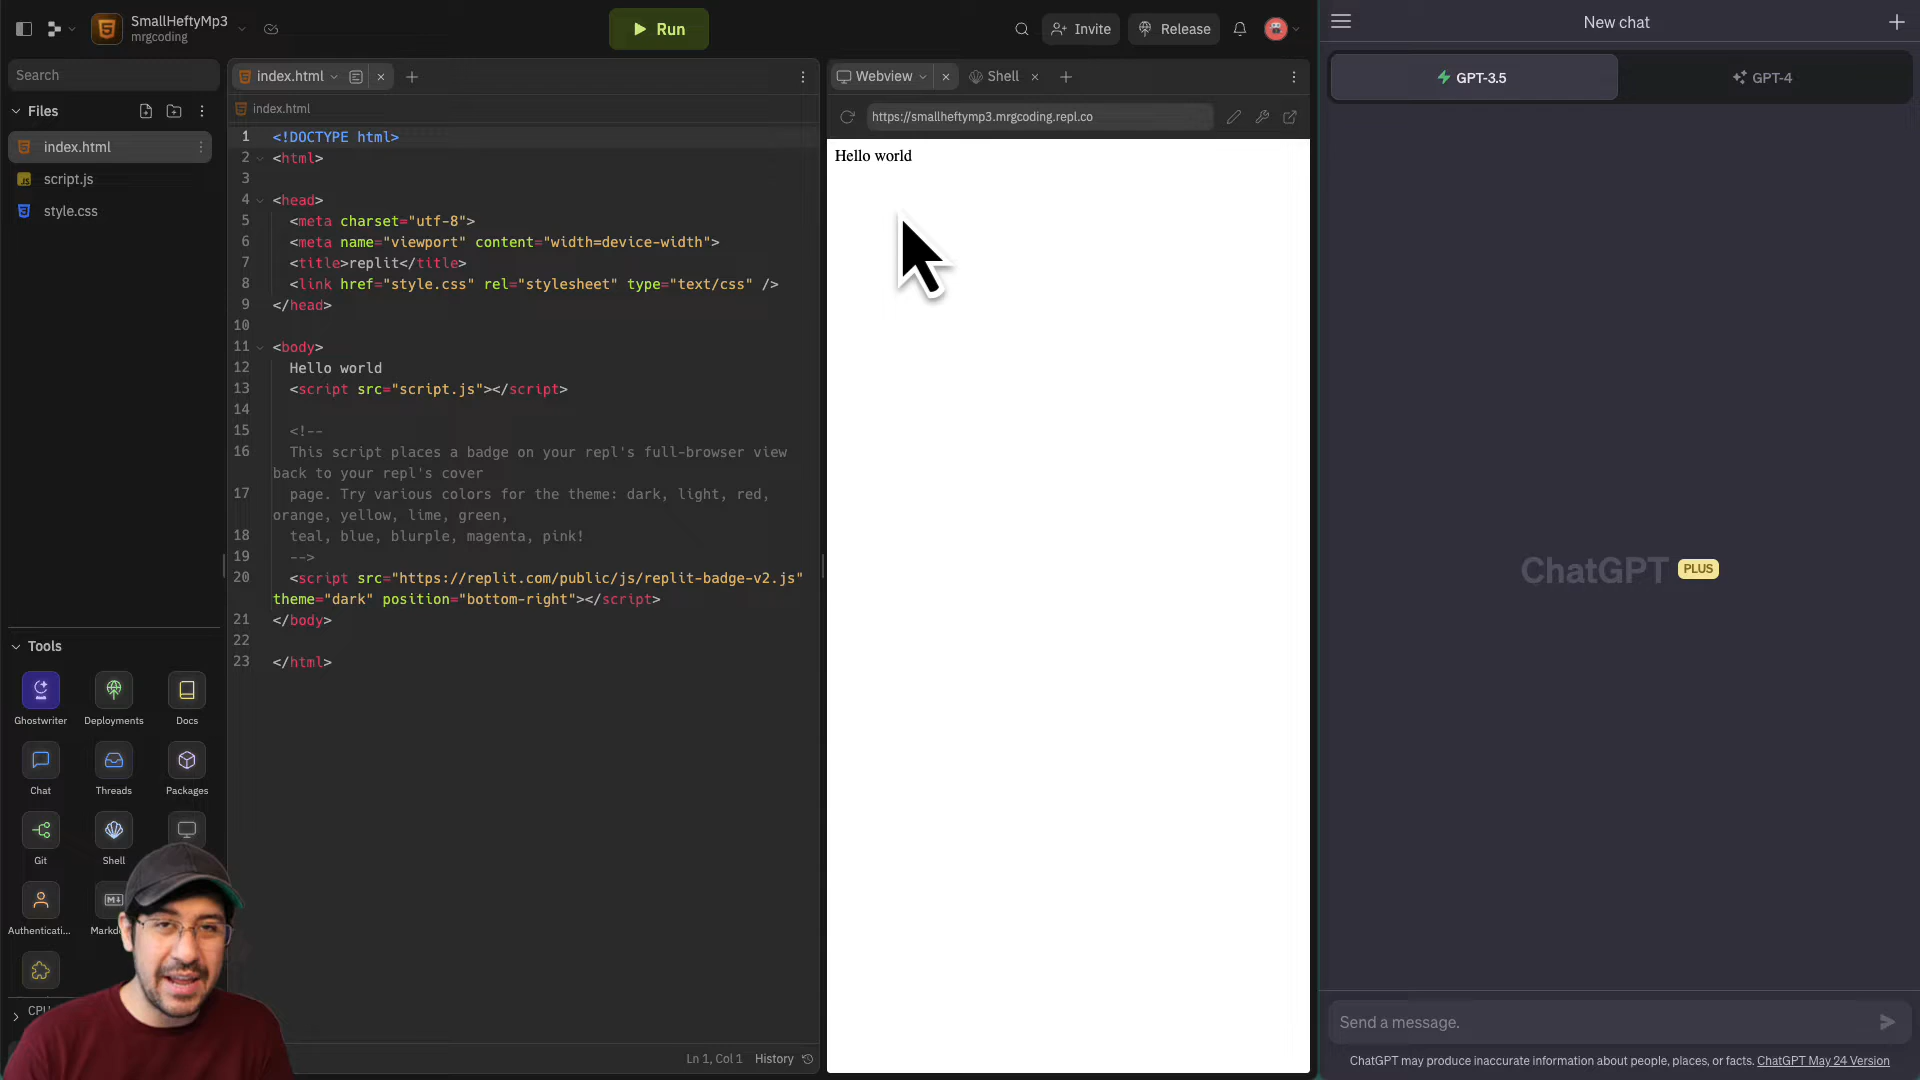 SmallHeftyMp3
mrgcoding
Run
Invite
Release
Search
Files
index.html
script.js
style.css
Tools
Ghostwriter
Deployments
Docs
Chat
Threads
Packages
Git
Shell
Authenticati...
CPU
index.html
index.html
1 <!DOCTYPE html>
2 <html>
3
4 <head>
5 <meta charset="utf-8">
6 <meta name="viewport" content="width=device-width">
7 <title>replit</title>
8 <link href="style.css" rel="stylesheet" type="text/css" />
9 </head>
10
11 <body>
12 Hello world
13 <script src="script.js"></script>
14
15 <!--
16 This script places a badge on your repl's full-browser view
back to your repl's cover
17 page. Try various colors for the theme: dark, light, red,
orange, yellow, lime, green,
18 teal, blue, blurple, magenta, pink!
19 -->
20 <script src="https://replit.com/public/js/replit-badge-v2.js"
theme="dark" position="bottom-right"></script>
21 </body>
22
23 </html>
Ln 1, Col 1 History
Webview
Shell
https://smallheftymp3.mrgcoding.repl.co
Hello world
New chat
GPT-3.5
GPT-4
ChatGPT PLUS
Send a message.
ChatGPT may produce inaccurate information about people, places, or facts. ChatGPT May 24 Version